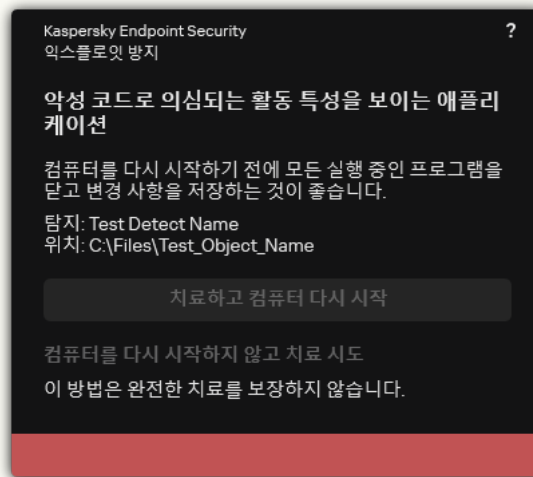 Kaspersky Endpoint Security
?
익스플로잇 방지
악성 코드로 의심되는 활동 특성을 보이는 애플리
케이션
컴퓨터를 다시 시작하기 전에 모든 실행 중인 프로그램을
닫고 변경 사항을 저장하는 것이 좋습니다.
탐지: Test Detect Name
위치: C:\Files\Test_Object_Name
치료하고 컴퓨터 다시 시작
컴퓨터를 다시 시작하지 않고 치료 시도
이 방법은 완전한 치료를 보장하지 않습니다.